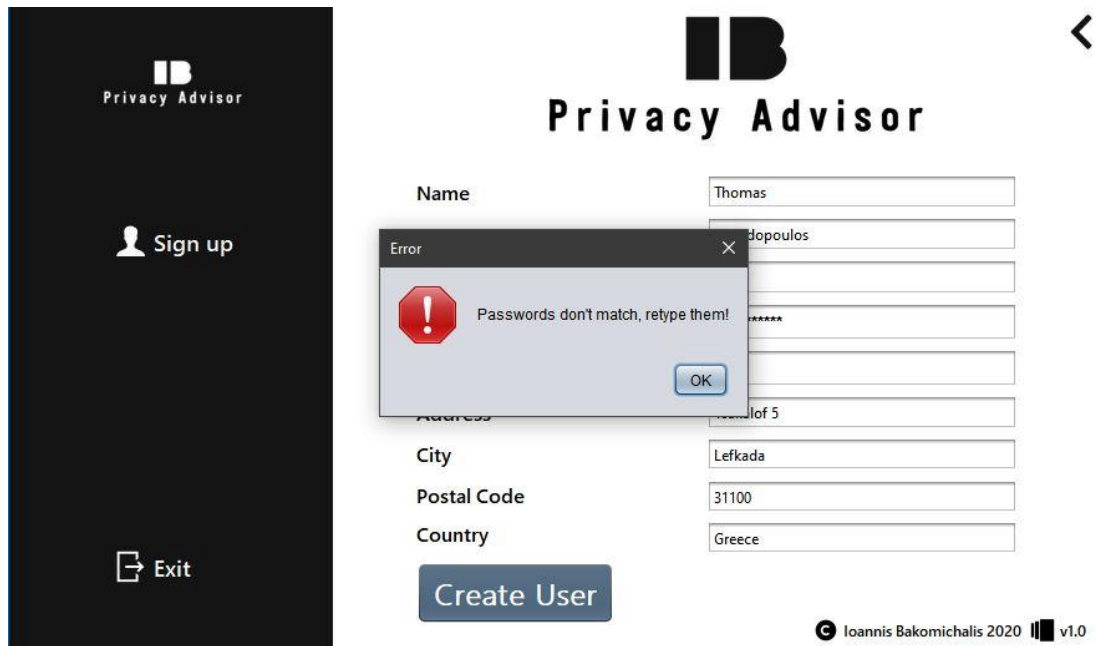 IB
Privacy Advisor
IB
Privacy Advisor
Sign up
Exit
Name
Thomas
dopoulos
Error
Passwords don't match, retype them!
OK
******
Address
lof 5
City
Lefkada
Postal Code
31100
Country
Greece
Create User
C Ioannis Bakomichalis 2020 v1.0